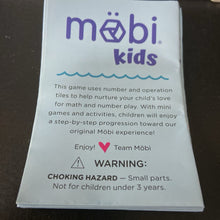 möbi®
kids
This game uses number and operation
tiles to help nurture your child's love
for math and number play. With mini
games and activities, children will enjoy
a step-by-step progression toward our
original Möbi experience!
Enjoy! ♥ Team Möbi
⚠ WARNING:
CHOKING HAZARD — Small parts.
Not for children under 3 years.